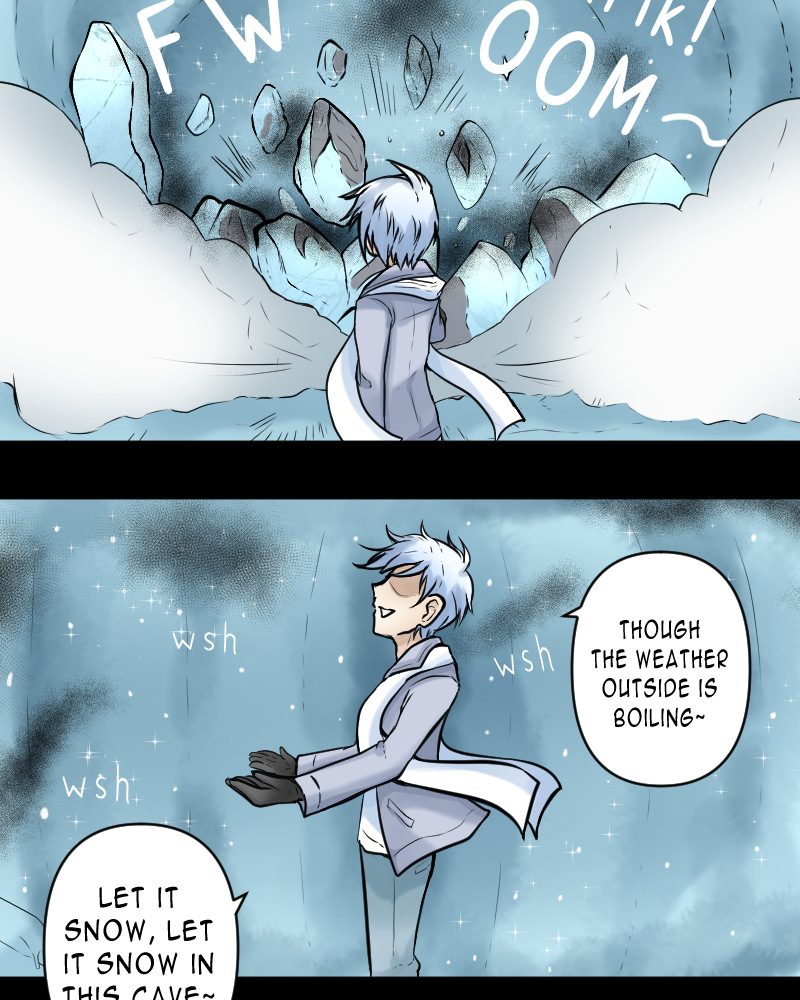 FW
OOM~
wsh
wsh
THOUGH
THE WEATHER
OUTSIDE IS
BOILING~
wsh
LET IT
SNOW, LET
IT SNOW IN
THIS CAVE~